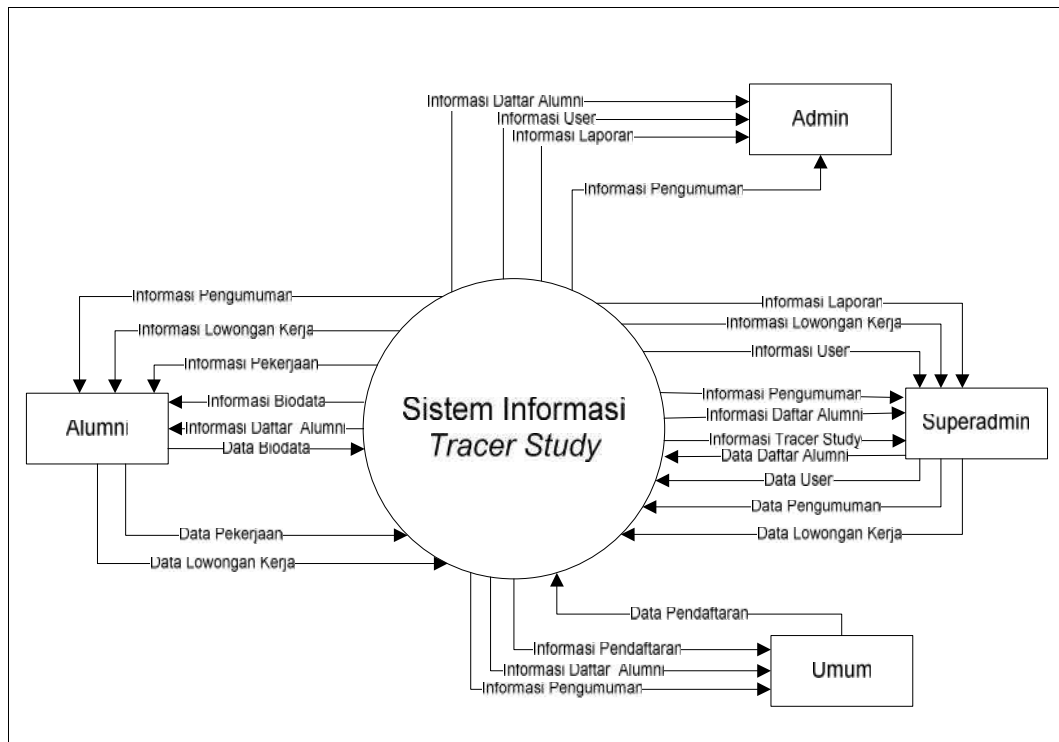 Informasi Daftar Alumni
Informasi User
Informasi Laporan
Admin
Informasi Pengumuman
Informasi Pengumuman
Informasi Lowongan Kerja
Informasi Pekerjaan
Informasi Biodata
Informasi Daftar Alumni
Data Biodata
Alumni
Data Pekerjaan
Data Lowongan Kerja
Sistem Informasi
Tracer Study
Informasi Laporan
Informasi Lowongan Kerja
Informasi User
Informasi Pengumuman
Informasi Daftar Alumni
Informasi Tracer Study
Data Daftar Alumni
Data User
Data Pengumuman
Data Lowongan Kerja
Superadmin
Data Pendaftaran
Informasi Pendaftaran
Informasi Daftar Alumni
Informasi Pengumuman
Umum